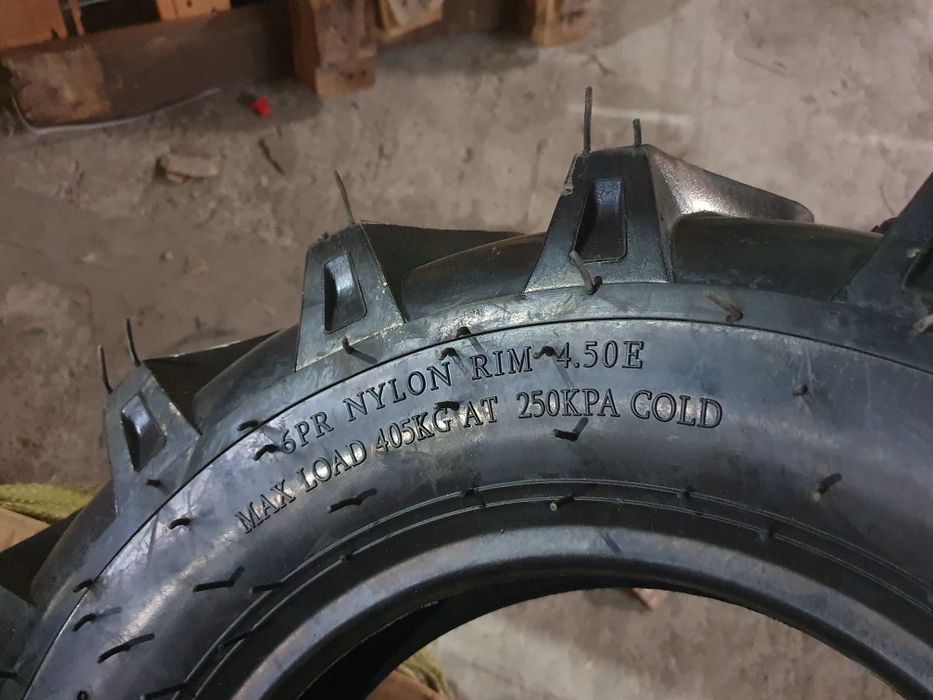 6PR NYLON RIM 4.50E
MAX LOAD 405KG AT 250KPA COLD